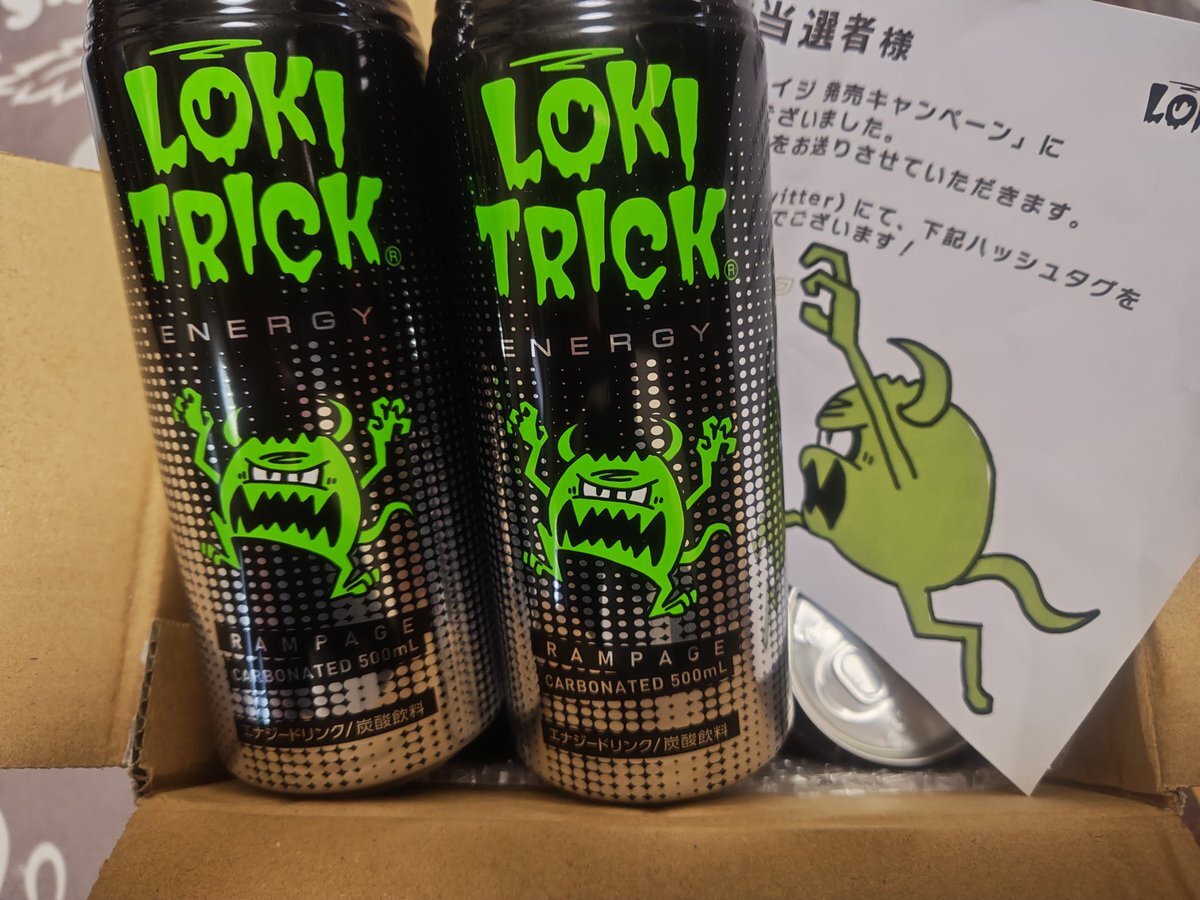 LOKI
TRICK®
ENERGY
RAMPAGE
CARBONATED 500mL
エナジードリンク/炭酸飲料
LOKI
TRICK®
ENERGY
RAMPAGE
CARBONATED 500mL
エナジードリンク/炭酸飲料
当選者様
イジ発売キャンペーン」に
ざいました。
をお送りさせていただきます。
witter)にて、下記ハッシュタグを
でございます!